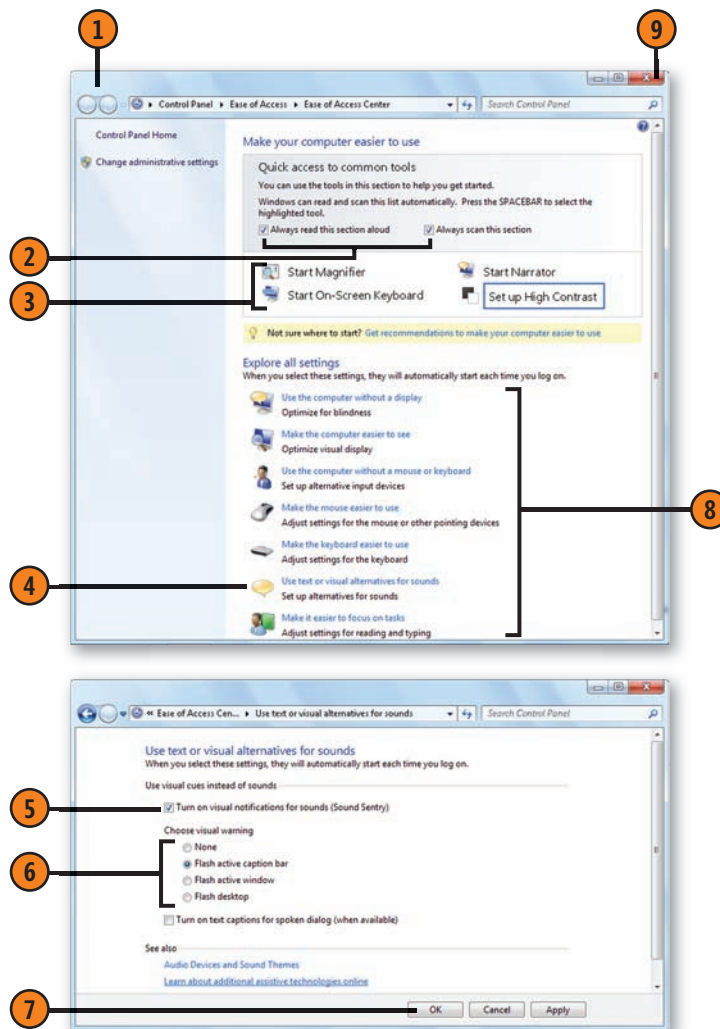 1
9
Control Panel ▸ Ease of Access ▸ Ease of Access Center
Search Control Panel
Control Panel Home
Change administrative settings
Make your computer easier to use
Quick access to common tools
You can use the tools in this section to help you get started.
Windows can read and scan this list automatically. Press the SPACEBAR to select the
highlighted tool.
Always read this section aloud
Always scan this section
2
3
Start Magnifier
Start Narrator
Start On-Screen Keyboard
Set up High Contrast
Not sure where to start? Get recommendations to make your computer easier to use
Explore all settings
When you select these settings, they will automatically start each time you log on.
Use the computer without a display
Optimize for blindness
Make the computer easier to see
Optimize visual display
Use the computer without a mouse or keyboard
Set up alternative input devices
Make the mouse easier to use
Adjust settings for the mouse or other pointing devices
8
Make the keyboard easier to use
Adjust settings for the keyboard
4
Use text or visual alternatives for sounds
Set up alternatives for sounds
Make it easier to focus on tasks
Adjust settings for reading and typing
« Ease of Access Cen... ▸ Use text or visual alternatives for sounds
Search Control Panel
Use text or visual alternatives for sounds
When you select these settings, they will automatically start each time you log on.
Use visual cues instead of sounds
5
Turn on visual notifications for sounds (Sound Sentry)
Choose visual warning
None
6
Flash active caption bar
Flash active window
Flash desktop
Turn on text captions for spoken dialog (when available)
See also
Audio Devices and Sound Themes
Learn about additional assistive technologies online
7
OK
Cancel
Apply